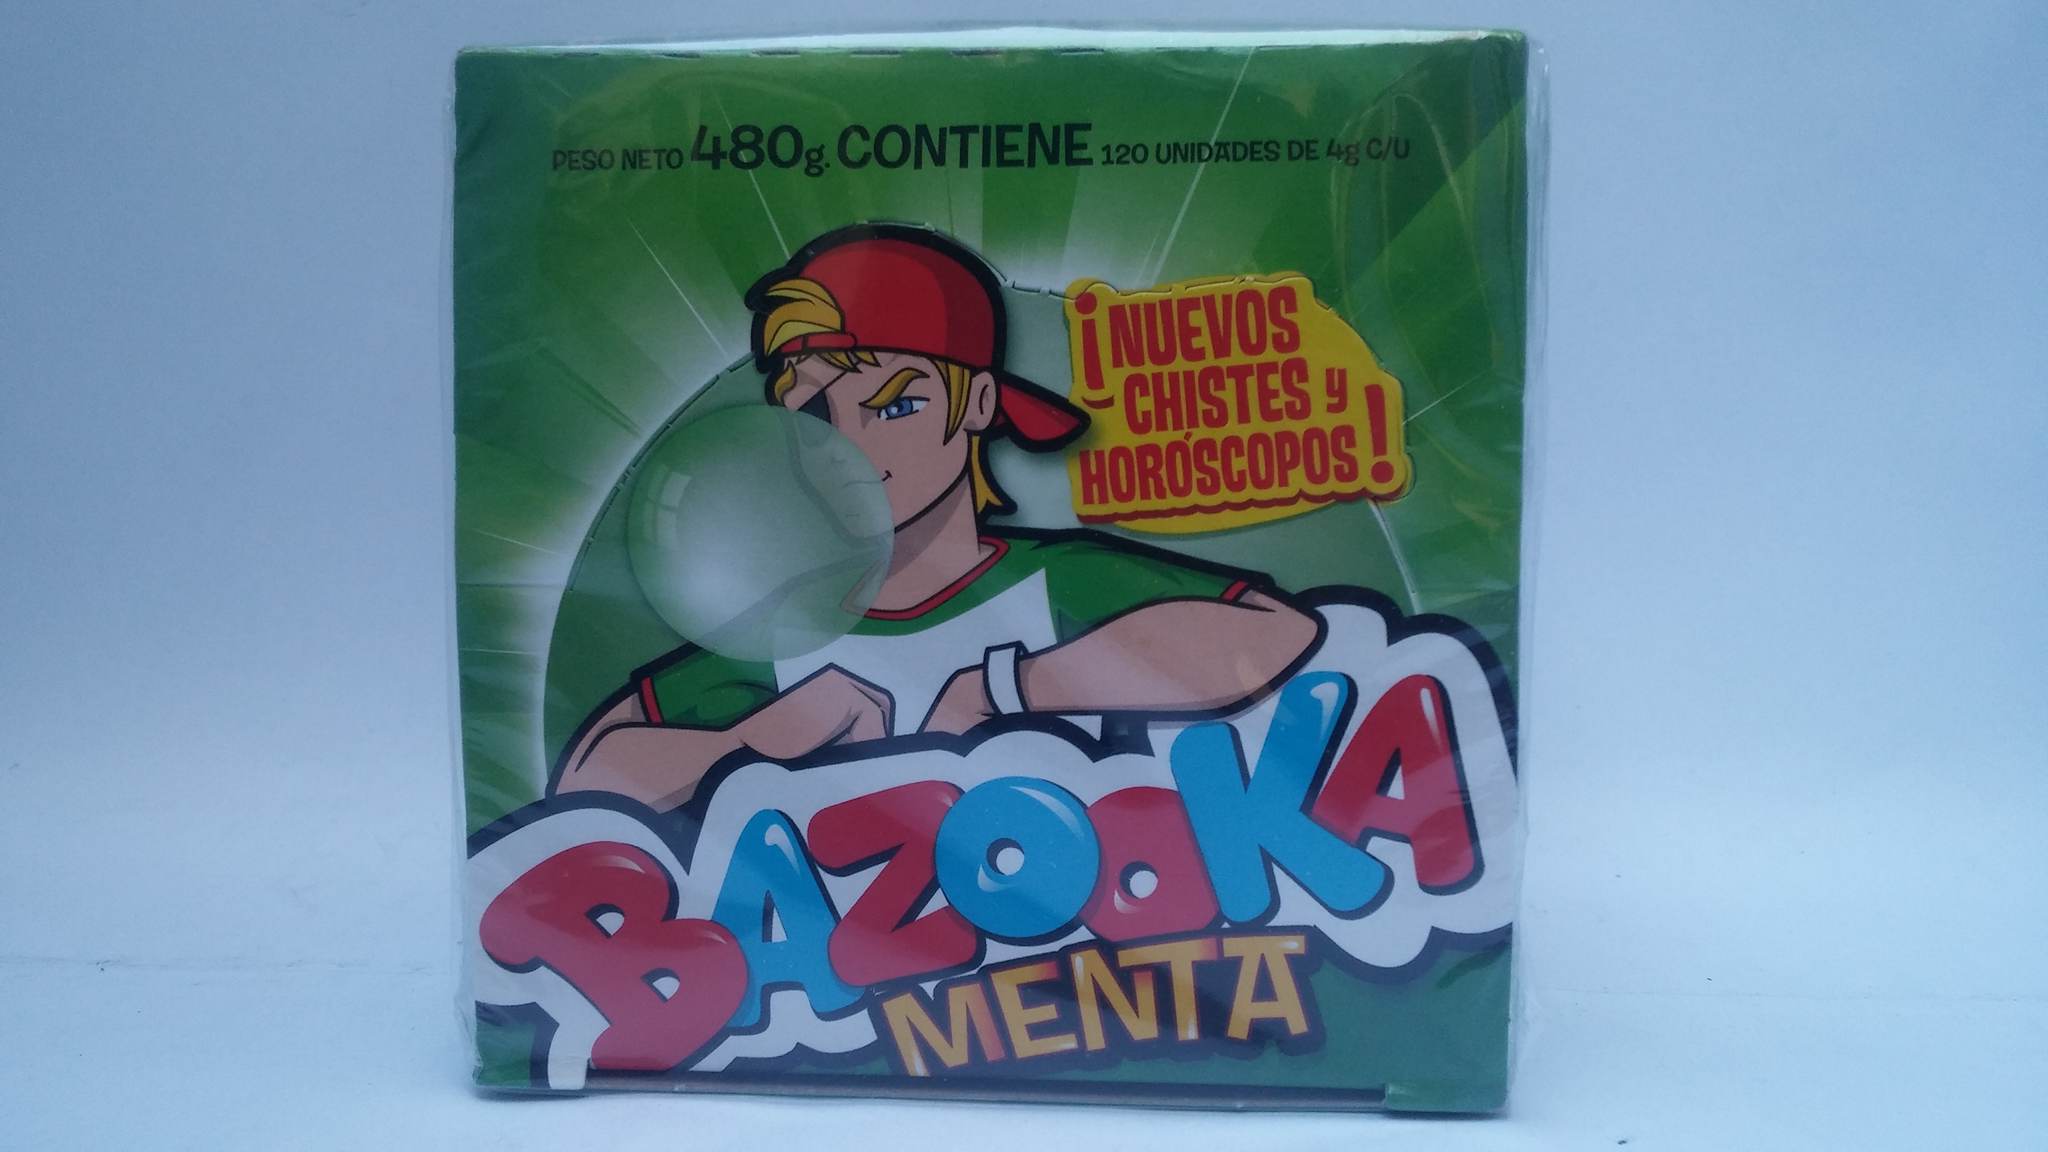 PESO NETO 480g. CONTIENE 120 UNIDADES DE 4g C/U
¡NUEVOS
CHISTES y
HORÓSCOPOS!
BAZOOKA
MENTA